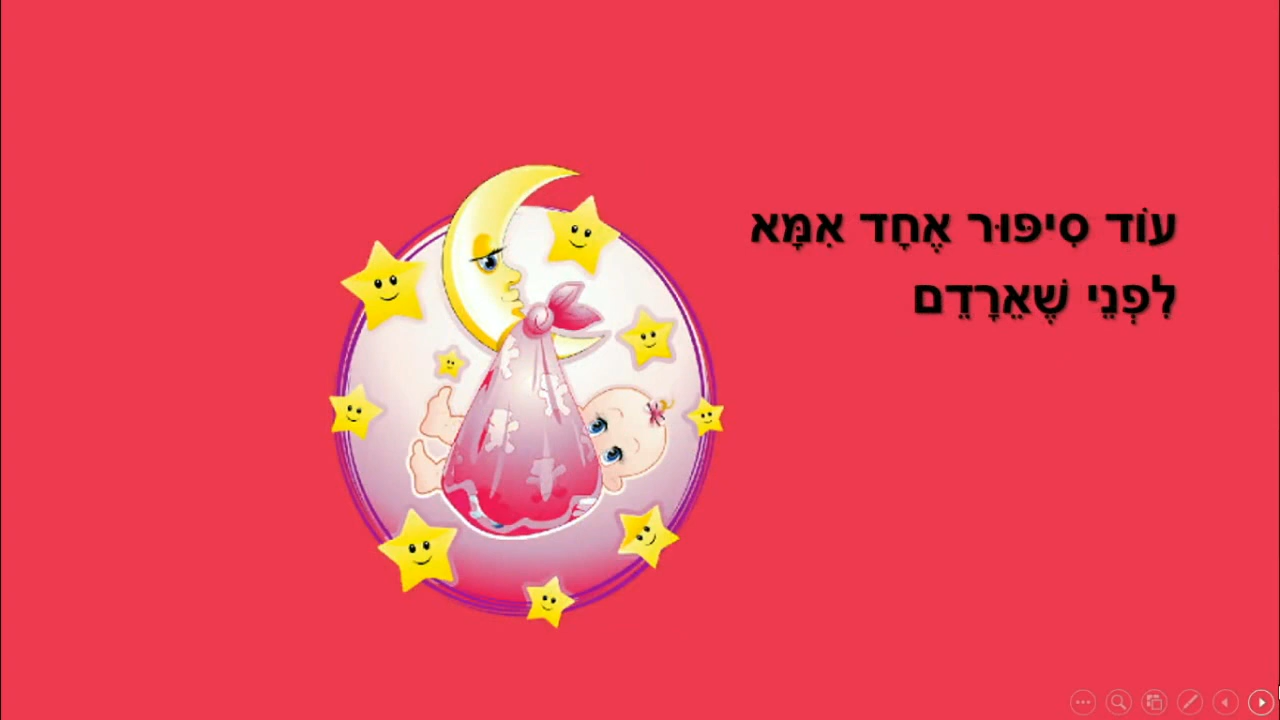 עוֹד סִיפּוּר אֶחָד אִמָּא
לִפְנֵי שֶׁאֵרָדֵם